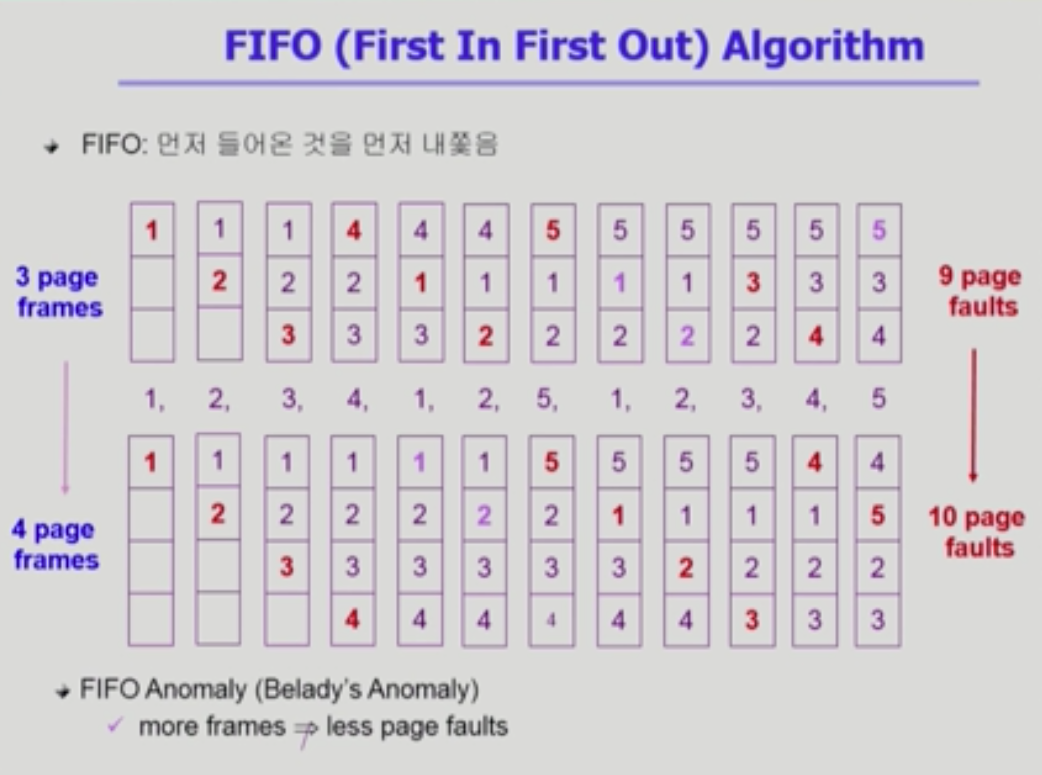 FIFO (First In First Out) Algorithm
FIFO: 먼저 들어온 것을 먼저 내쫓음
3 page
frames
1 1 1 4 4 4 5 5 5 5 5 5
2 2 2 1 1 1 1 1 3 3 3
3 3 3 2 2 2 2 2 4 4
9 page
faults
1, 2, 3, 4, 1, 2, 5, 1, 2, 3, 4, 5
4 page
frames
1 1 1 1 1 1 5 5 5 5 4 4
2 2 2 2 2 2 1 1 1 1 5
3 3 3 3 3 3 2 2 2 2
4 4 4 4 4 4 3 3 3
10 page
faults
FIFO Anomaly (Belady's Anomaly)
✓ more frames ⇏ less page faults